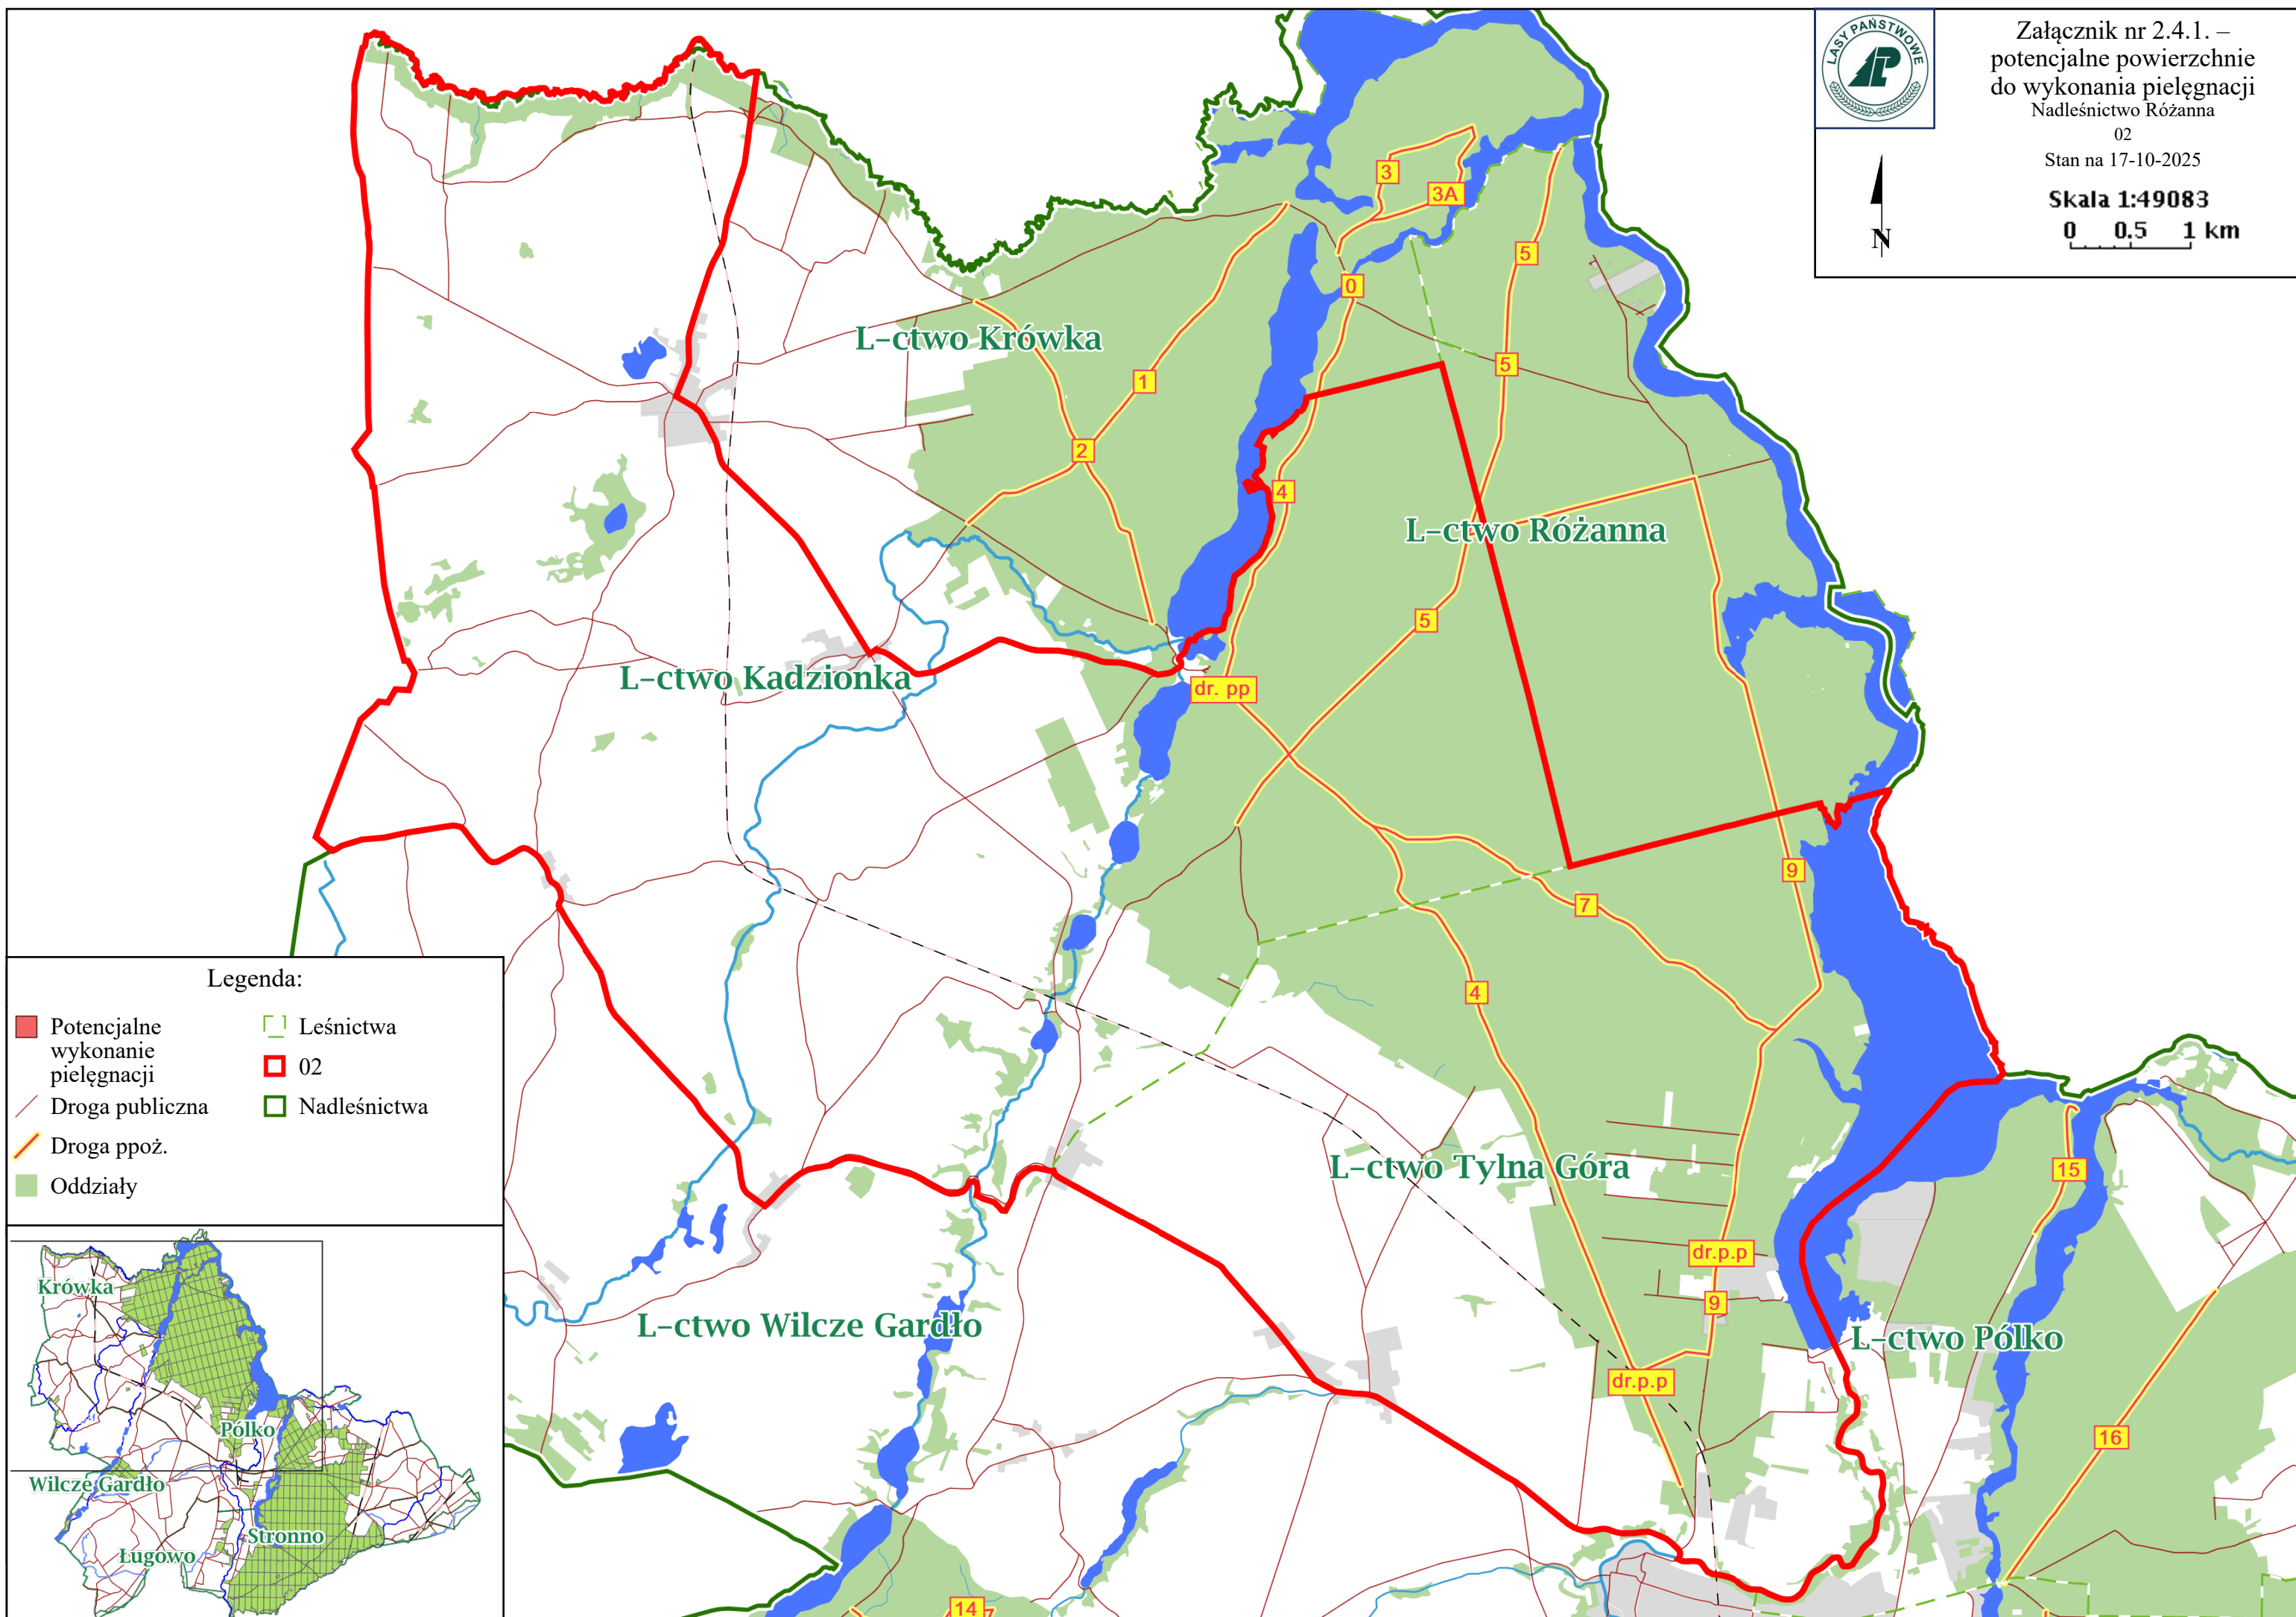 LASY PAŃSTWOWE
Załącznik nr 2.4.1. –
potencjalne powierzchnie
do wykonania pielęgnacji
Nadleśnictwo Różanna
02
Stan na 17-10-2025
Skala 1:49083
0 0.5 1 km
N
3
3A
5
0
L-ctwo Krówka
5
1
2
4
L-ctwo Różanna
5
L-ctwo Kadzionka
dr. pp
9
7
4
L-ctwo Tylna Góra
15
dr.p.p
9
L-ctwo Wilcze Gardło
L-ctwo Pólko
dr.p.p
16
14
7
Legenda:
Potencjalne
wykonanie
pielęgnacji
Droga publiczna
Droga ppoż.
Oddziały
Leśnictwa
02
Nadleśnictwa
Krówka
Pólko
Wilcze Gardło
Stronno
Ługowo